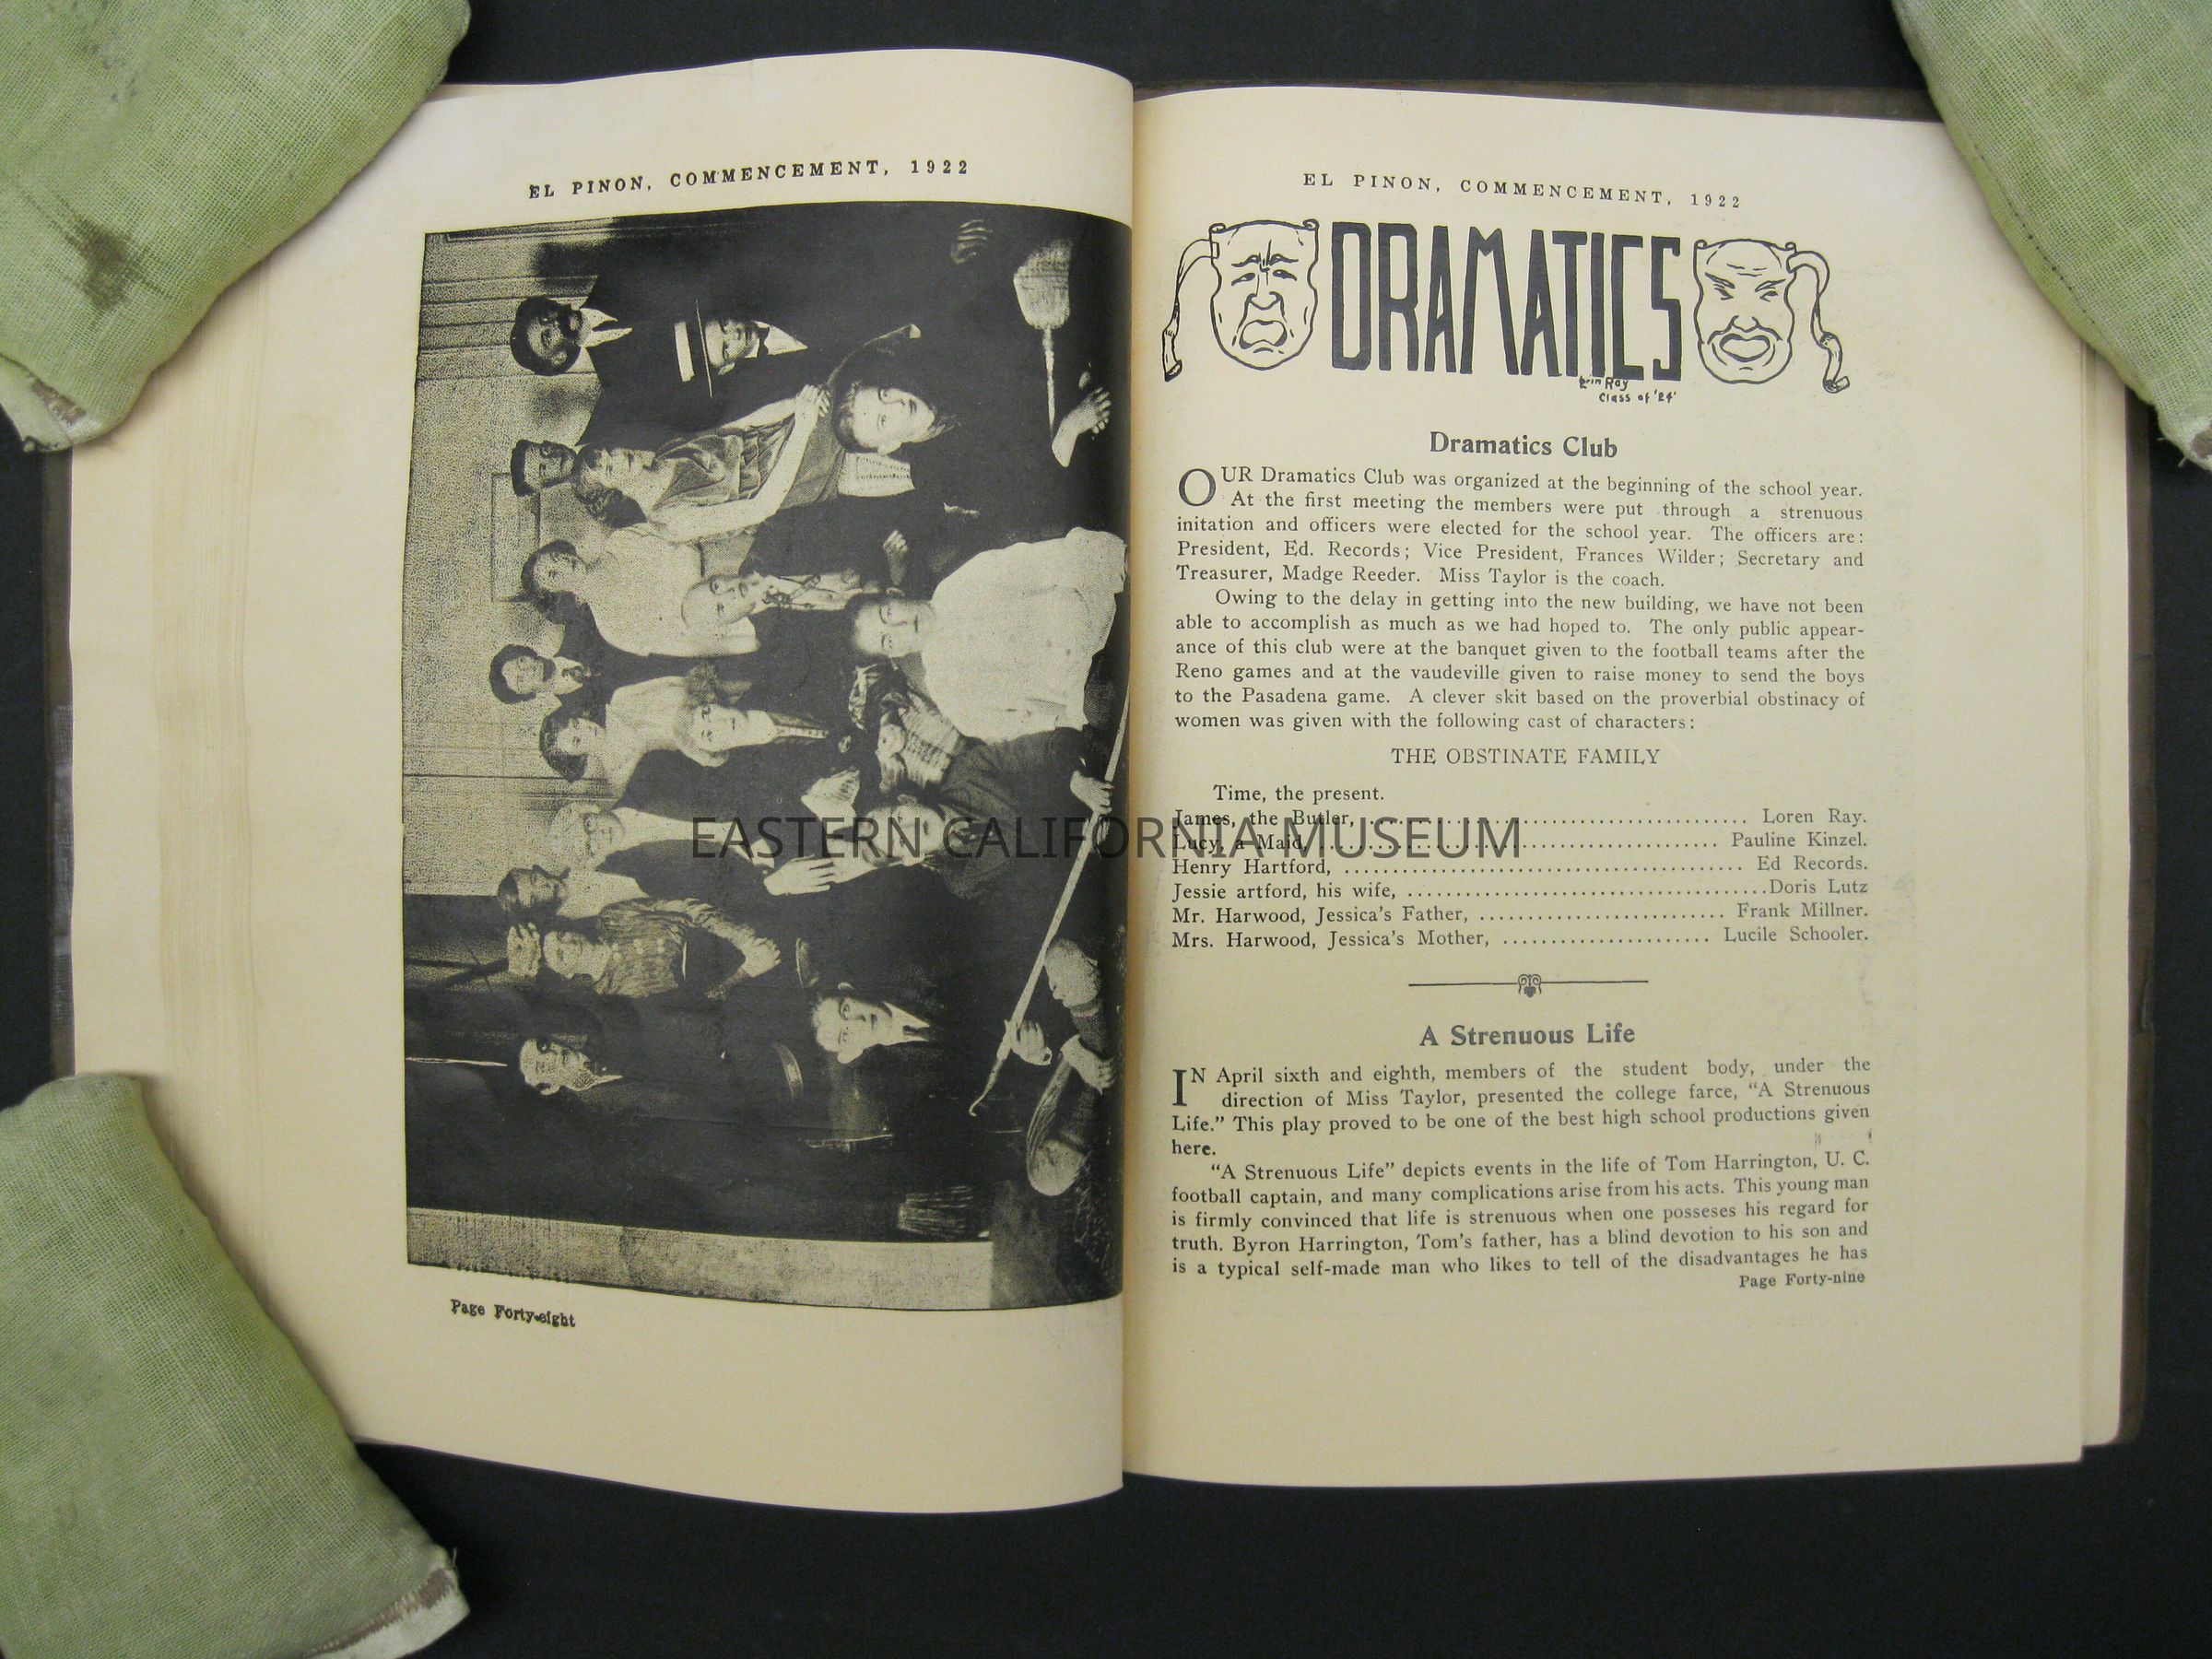 EL PINON, COMMENCEMENT, 1922
Page Forty-eight
EL PINON, COMMENCEMENT, 1922
DRAMATICS
Ray
Class of '24'
Dramatics Club
OUR Dramatics Club was organized at the beginning of the school year.
At the first meeting the members were put through a strenuous
initation and officers were elected for the school year. The officers are:
President, Ed. Records; Vice President, Frances Wilder; Secretary and
Treasurer, Madge Reeder. Miss Taylor is the coach.
Owing to the delay in getting into the new building, we have not been
able to accomplish as much as we had hoped to. The only public appear-
ance of this club were at the banquet given to the football teams after the
Reno games and at the vaudeville given to raise money to send the boys
to the Pasadena game. A clever skit based on the proverbial obstinacy of
women was given with the following cast of characters:
THE OBSTINATE FAMILY
Time, the present.
James, the Butler, ........................................ Loren Ray.
Lucy, a Maid, ........................................ Pauline Kinzel.
Henry Hartford, ........................................ Ed Records.
Jessie artford, his wife, .....................................Doris Lutz
Mr. Harwood, Jessica's Father, ......................... Frank Millner.
Mrs. Harwood, Jessica's Mother, ..................... Lucile Schooler.
EASTERN CALIFORNIA MUSEUM
A Strenuous Life
IN April sixth and eighth, members of the student body, under the
direction of Miss Taylor, presented the college farce, "A Strenuous
Life." This play proved to be one of the best high school productions given
here.
"A Strenuous Life" depicts events in the life of Tom Harrington, U. C.
football captain, and many complications arise from his acts. This young man
is firmly convinced that life is strenuous when one posseses his regard for
truth. Byron Harrington, Tom's father, has a blind devotion to his son and
is a typical self-made man who likes to tell of the disadvantages he has
Page Forty-nine